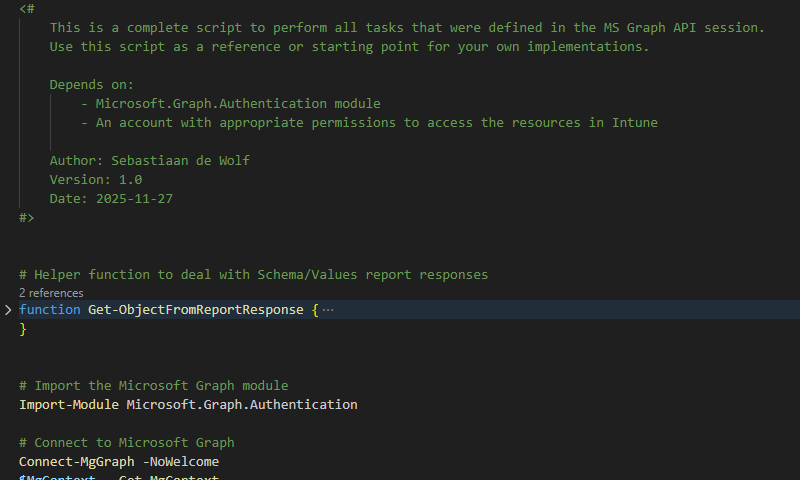 <#
This is a complete script to perform all tasks that were defined in the MS Graph API session.
Use this script as a reference or starting point for your own implementations.
Depends on:
- Microsoft.Graph.Authentication module
- An account with appropriate permissions to access the resources in Intune
Author: Sebastiaan de Wolf
Version: 1.0
Date: 2025-11-27
#>
# Helper function to deal with Schema/Values report responses
2 references
function Get-ObjectFromReportResponse { ···
}
# Import the Microsoft Graph module
Import-Module Microsoft.Graph.Authentication
# Connect to Microsoft Graph
Connect-MgGraph -NoWelcome
$MgContext = Get-MgContext